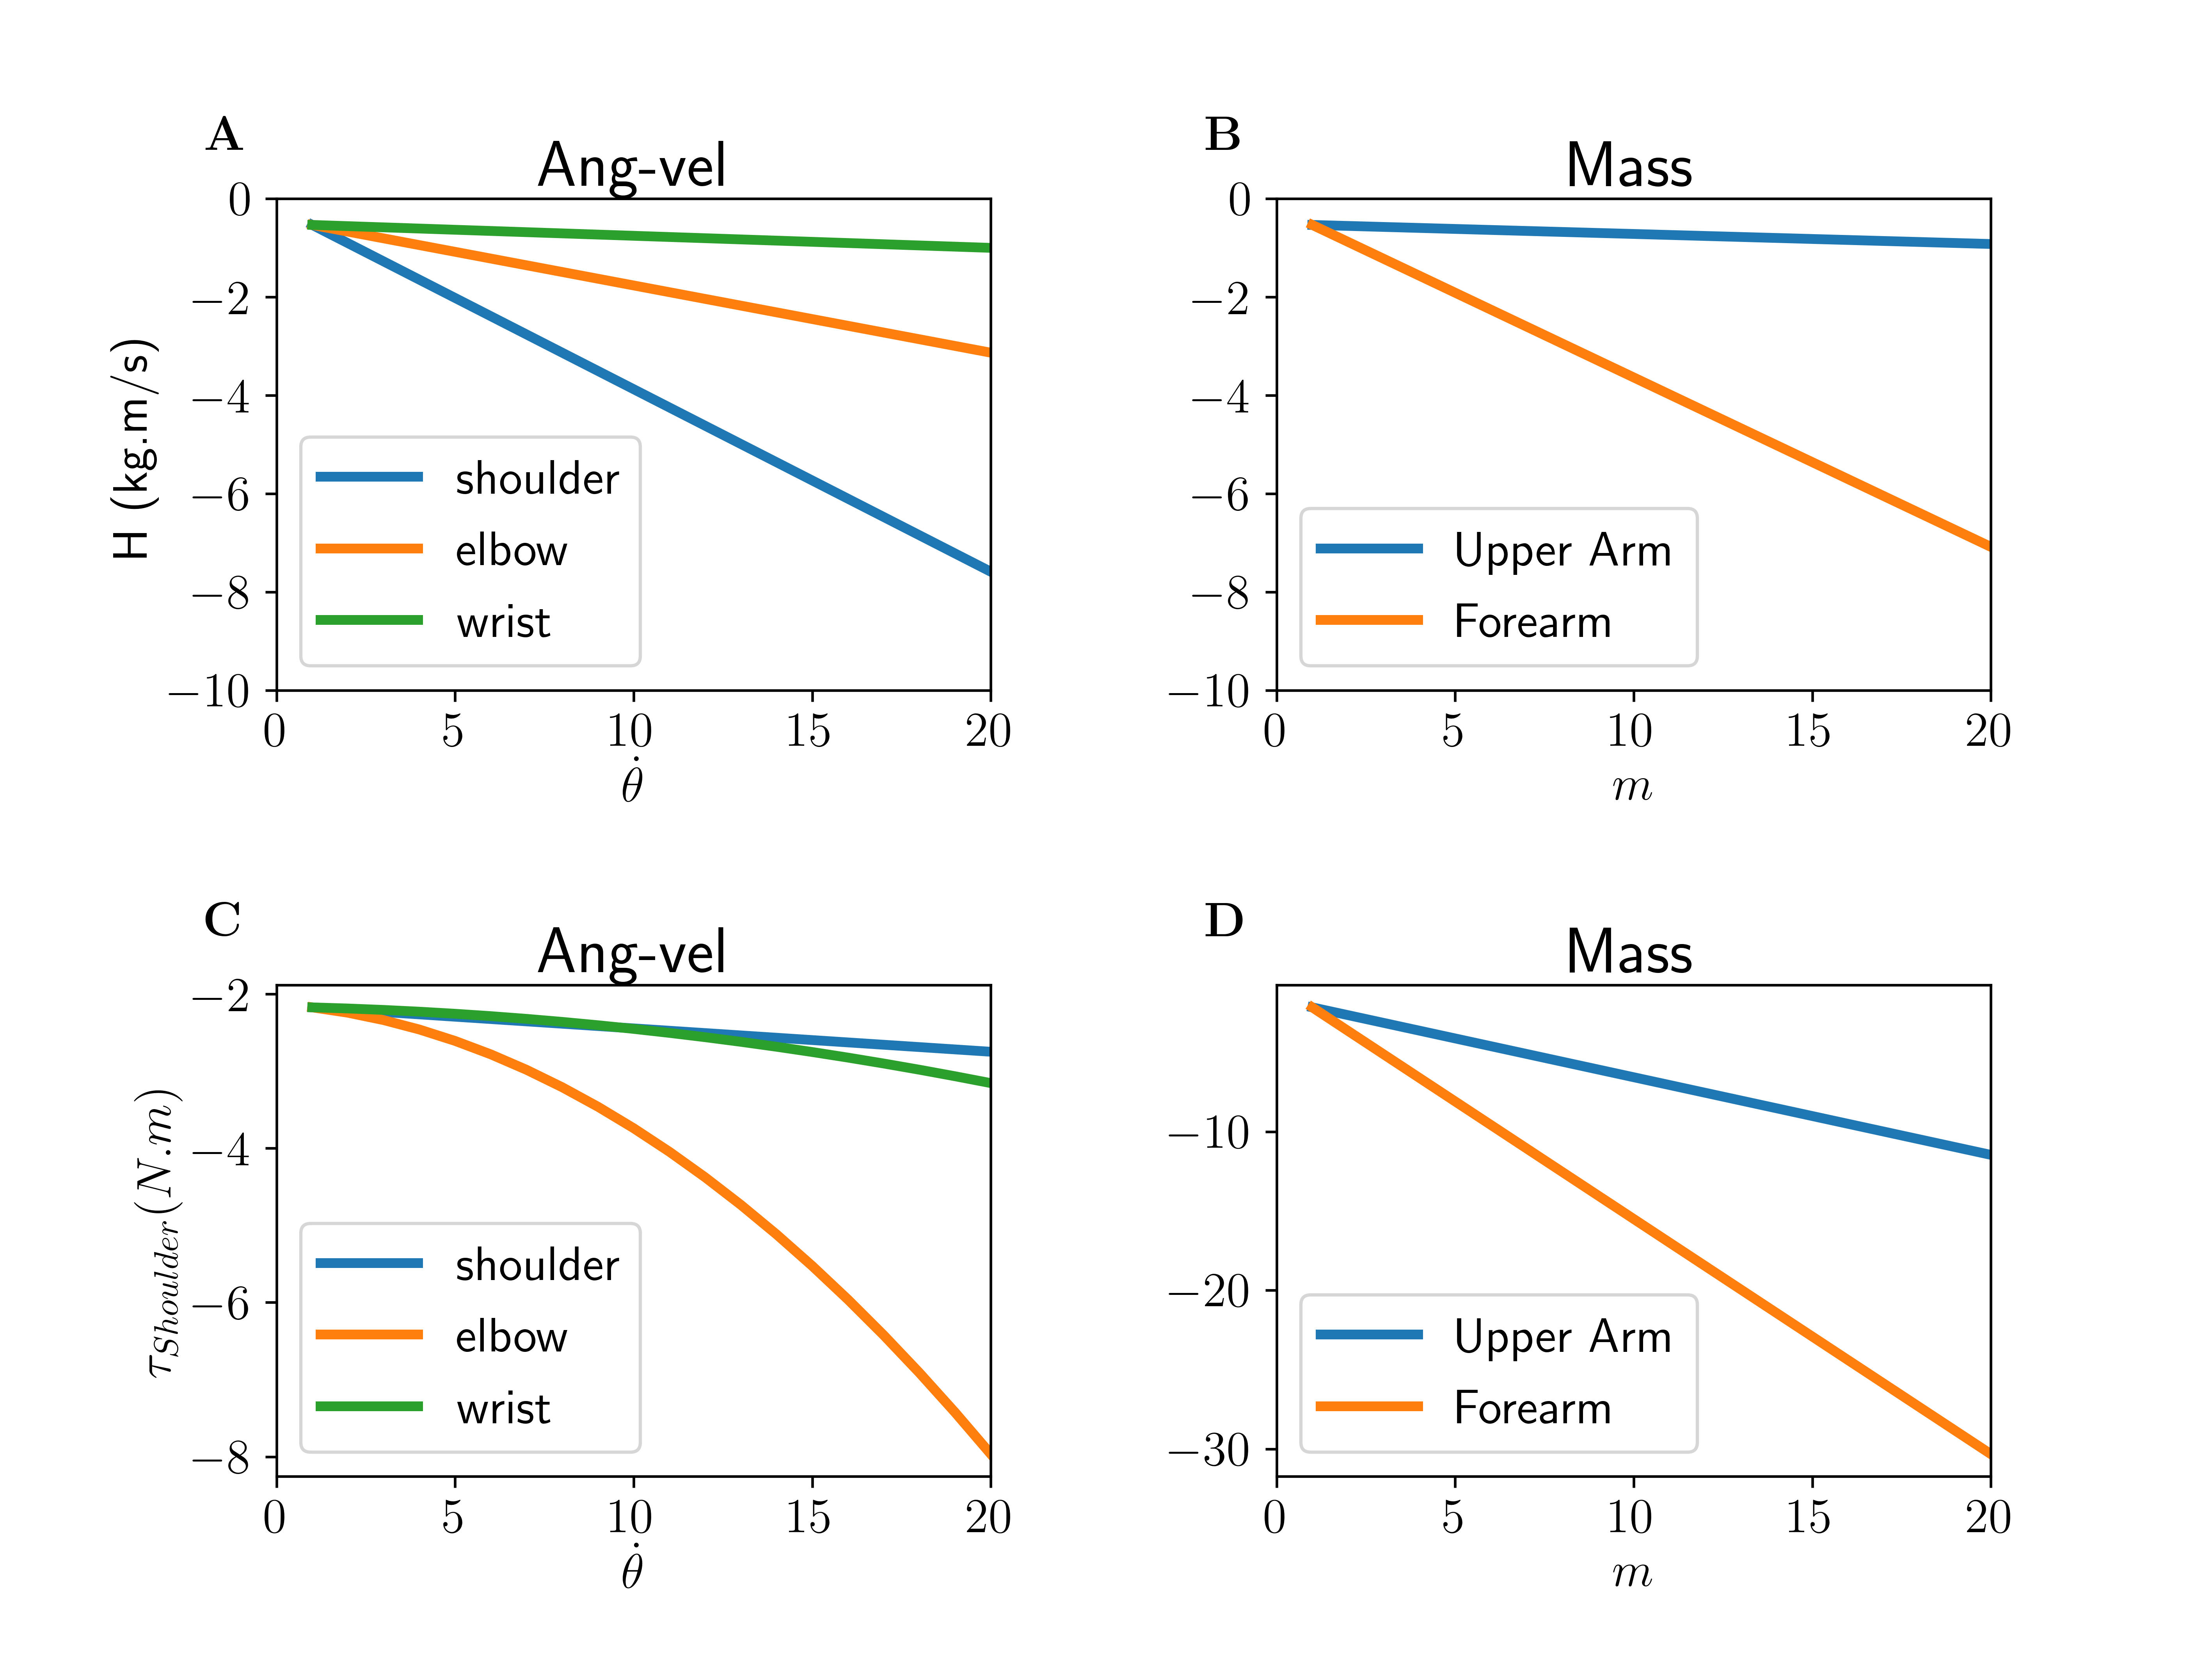 A
Ang-vel
0
−2
−4
−6
−8
−10
H (kg.m/s)
shoulder
elbow
wrist
0 5 10 15 20
θ̇
B
Mass
0
−2
−4
−6
−8
−10
Upper Arm
Forearm
0 5 10 15 20
m
C
Ang-vel
−2
−4
−6
−8
τ_Shoulder(N.m)
shoulder
elbow
wrist
0 5 10 15 20
θ̇
D
Mass
−10
−20
−30
Upper Arm
Forearm
0 5 10 15 20
m